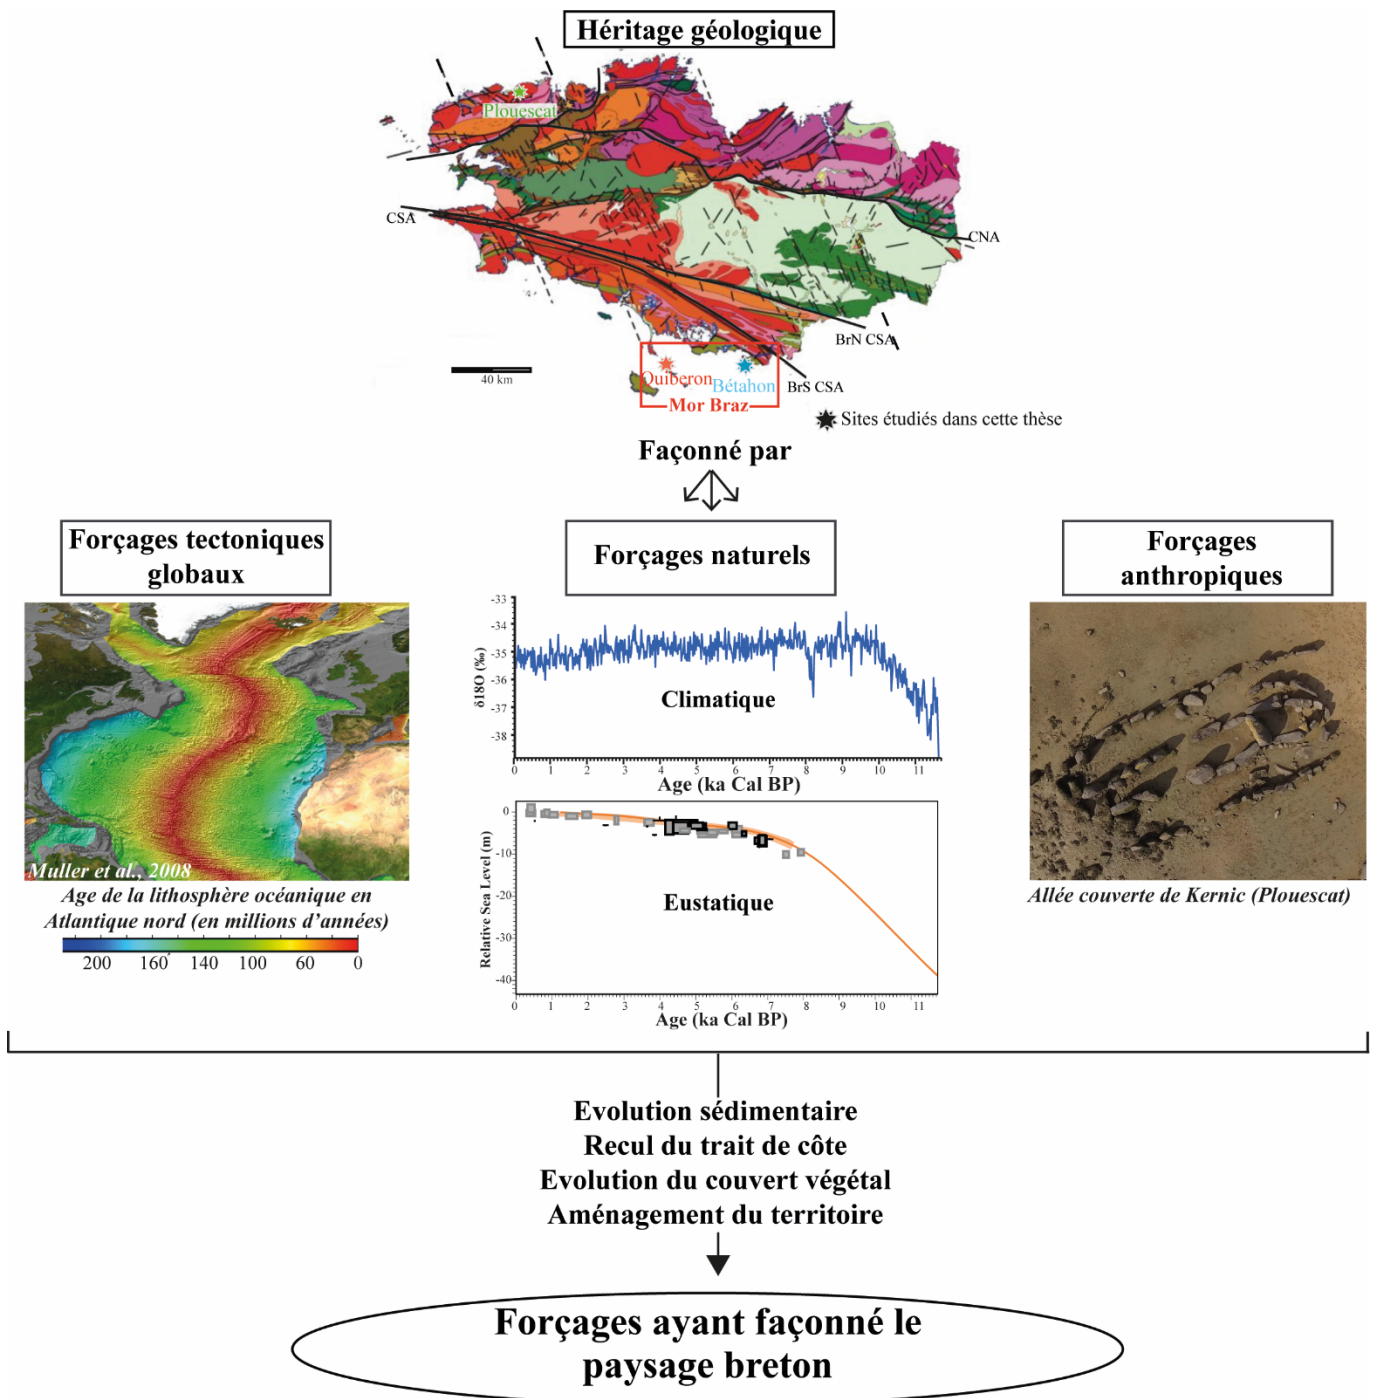 Héritage géologique
Plouescat
CSA
CNA
BrN CSA
BrS CSA
40 km
Quiberon
Bétahon
Mor Braz
Sites étudiés dans cette thèse
Façonné par
Forçages tectoniques
globaux
Muller et al., 2008
Age de la lithosphère océanique en
Atlantique nord (en millions d'années)
200 160 140 100 60 0
Forçages naturels
-33
-34
-35
-36
-37
-38
δ18O (‰)
Climatique
0 1 2 3 4 5 6 7 8 9 10 11
Age (ka Cal BP)
0
-10
-20
-30
-40
Relative Sea Level (m)
Eustatique
0 1 2 3 4 5 6 7 8 9 10 11
Age (ka Cal BP)
Forçages
anthropiques
Allée couverte de Kernic (Plouescat)
Evolution sédimentaire
Recul du trait de côte
Evolution du couvert végétal
Aménagement du territoire
Forçages ayant façonné le
paysage breton